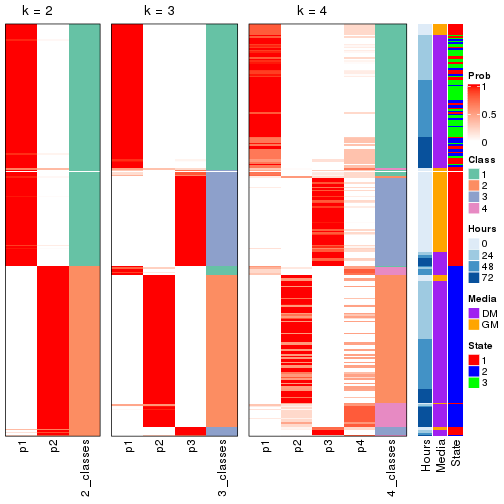 k = 2
k = 3
k = 4
p1
p2
2_classes
p1
p2
p3
3_classes
p1
p2
p3
p4
4_classes
Hours
Media
State
Prob
1
0.5
0
Class
1
2
3
4
Hours
0
24
48
72
Media
DM
GM
State
1
2
3